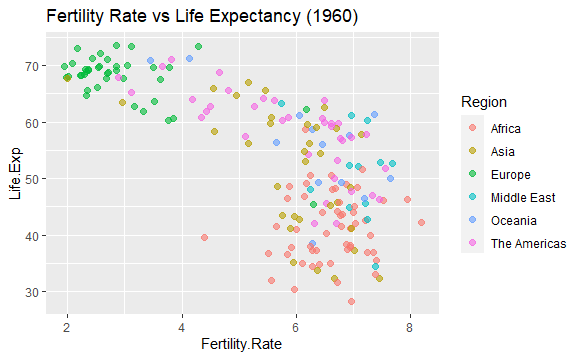 Fertility Rate vs Life Expectancy (1960)
Life.Exp
70
60
50
40
30
2
4
6
8
Fertility.Rate
Region
Africa
Asia
Europe
Middle East
Oceania
The Americas